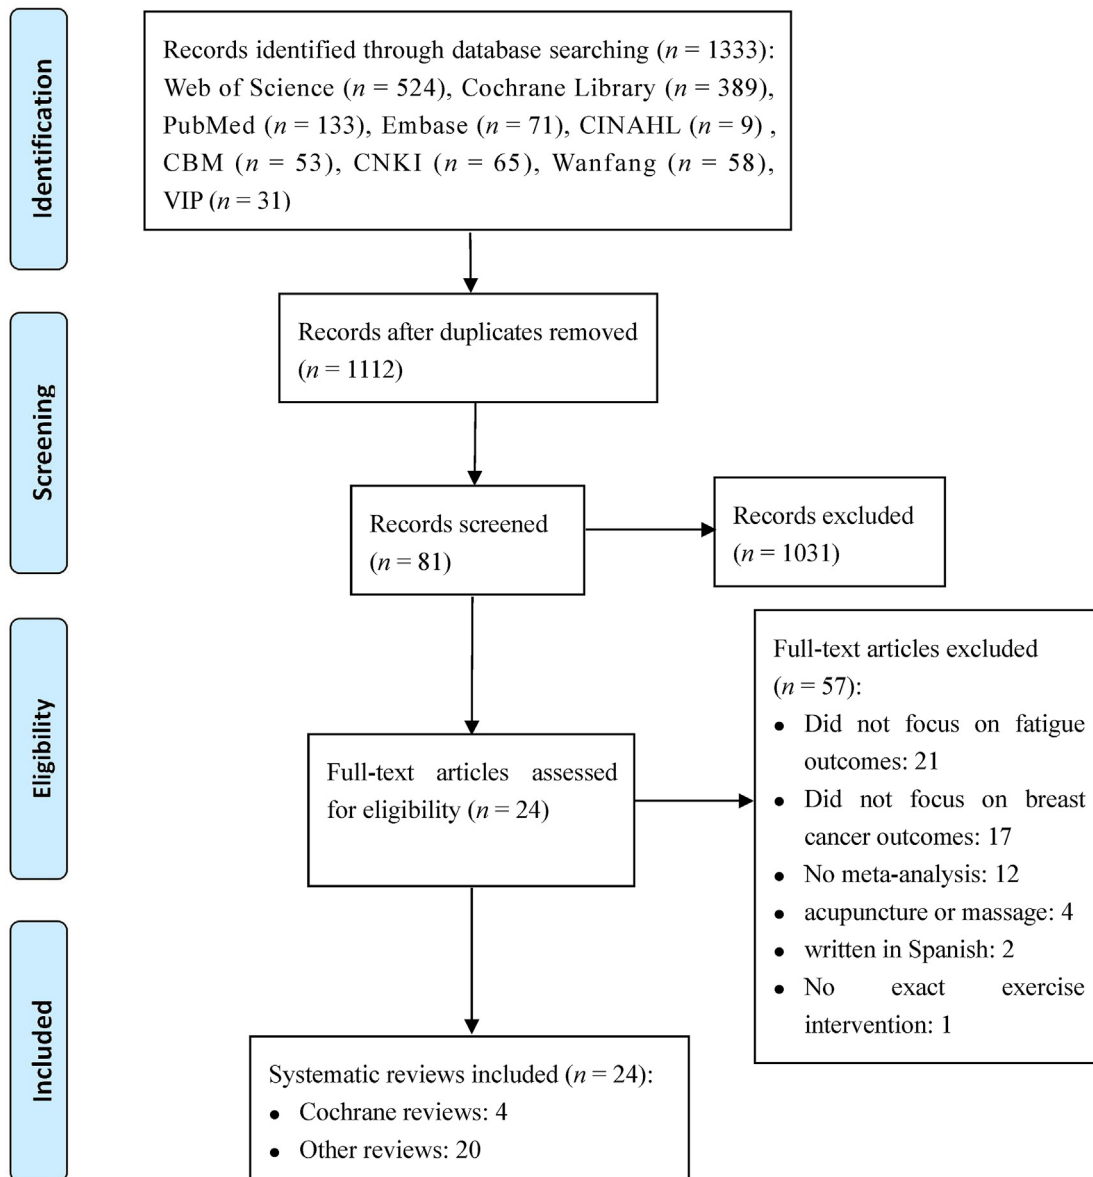 Identification
Records identified through database searching (n = 1333):
Web of Science (n = 524), Cochrane Library (n = 389),
PubMed (n = 133), Embase (n = 71), CINAHL (n = 9) ,
CBM (n = 53), CNKI (n = 65), Wanfang (n = 58),
VIP (n = 31)
Records after duplicates removed
(n = 1112)
Screening
Records screened
(n = 81)
Records excluded
(n = 1031)
Eligibility
Full-text articles assessed
for eligibility (n = 24)
Full-text articles excluded
(n = 57):
• Did not focus on fatigue
outcomes: 21
• Did not focus on breast
cancer outcomes: 17
• No meta-analysis: 12
• acupuncture or massage: 4
• written in Spanish: 2
• No exact exercise
intervention: 1
Included
Systematic reviews included (n = 24):
• Cochrane reviews: 4
• Other reviews: 20